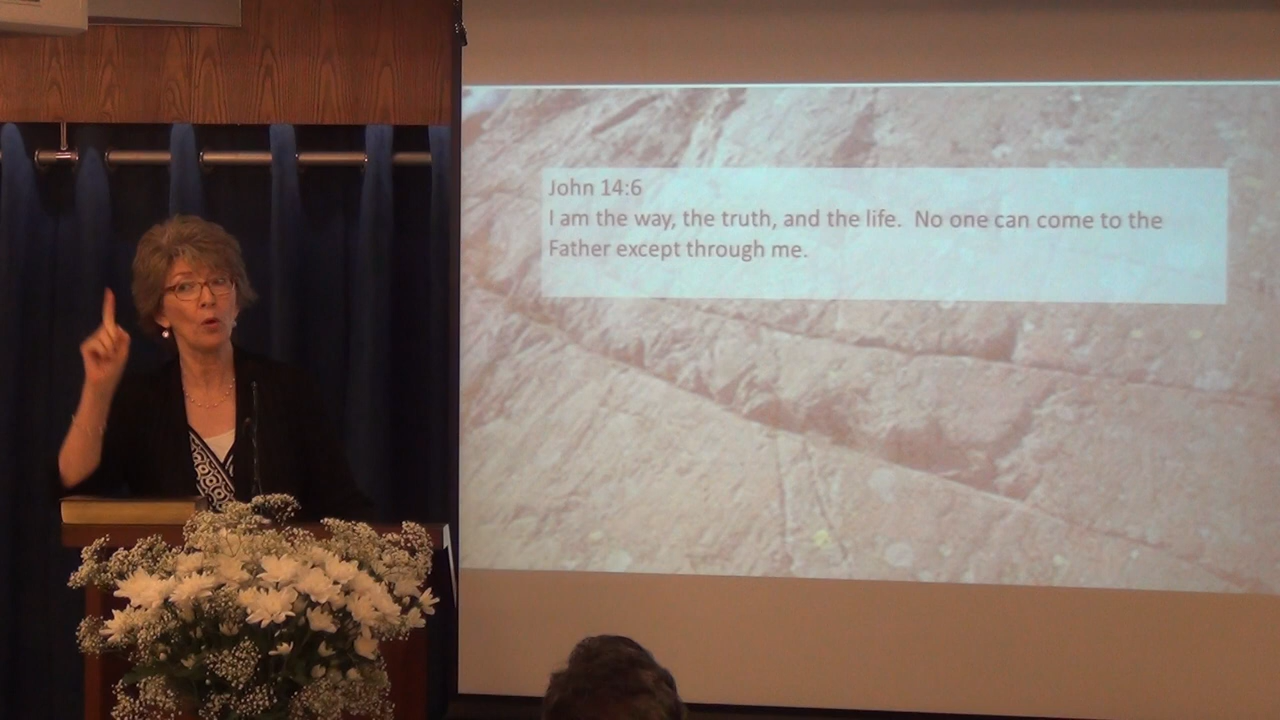 John 14:6
I am the way, the truth, and the life.  No one can come to the
Father except through me.